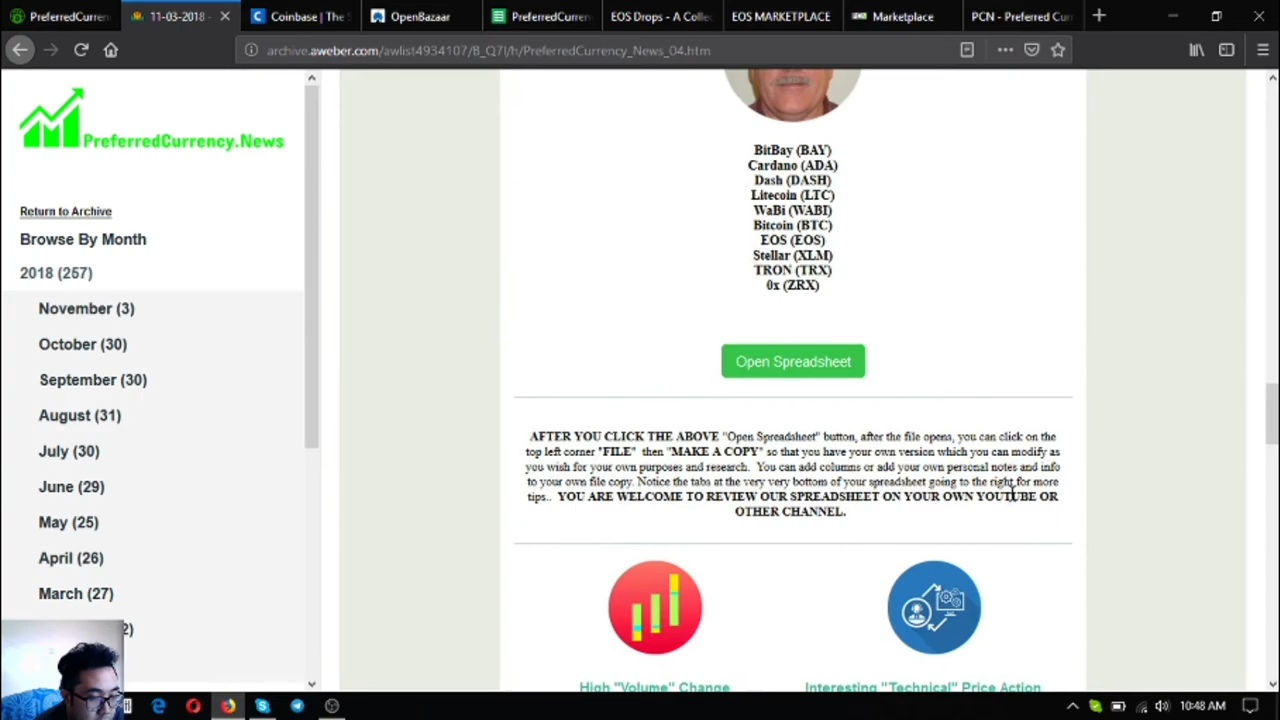 PreferredCurren
11-03-2018 -
Coinbase | The S
OpenBazaar
PreferredCurren
EOS Drops - A Colle
EOS MARKETPLACE
Marketplace
PCN - Preferred Cur
archive.aweber.com/awlist4934107/8_Q7I/h/PreferredCurrency_News_04.htm
PreferredCurrency.News
Return to Archive
Browse By Month
2018 (257)
November (3)
October (30)
September (30)
August (31)
July (30)
June (29)
May (25)
April (26)
March (27)
2)
BitBay (BAY)
Cardano (ADA)
Dash (DASH)
Litecoin (LTC)
WaBi (WABI)
Bitcoin (BTC)
EOS (EOS)
Stellar (XLM)
TRON (TRX)
0x (ZRX)
Open Spreadsheet
AFTER YOU CLICK THE ABOVE "Open Spreadsheet" button, after the file opens, you can click on the
top left corner "FILE" then "MAKE A COPY" so that you have your own version which you can modify as
you wish for your own purposes and research. You can add columns or add your own personal notes and info
to your own file copy. Notice the tabs at the very very bottom of your spreadsheet going to the right for more
tips.. YOU ARE WELCOME TO REVIEW OUR SPREADSHEET ON YOUR OWN YOUTUBE OR
OTHER CHANNEL.
High "Volume" Change
Interesting "Technical" Price Action
10:48 AM